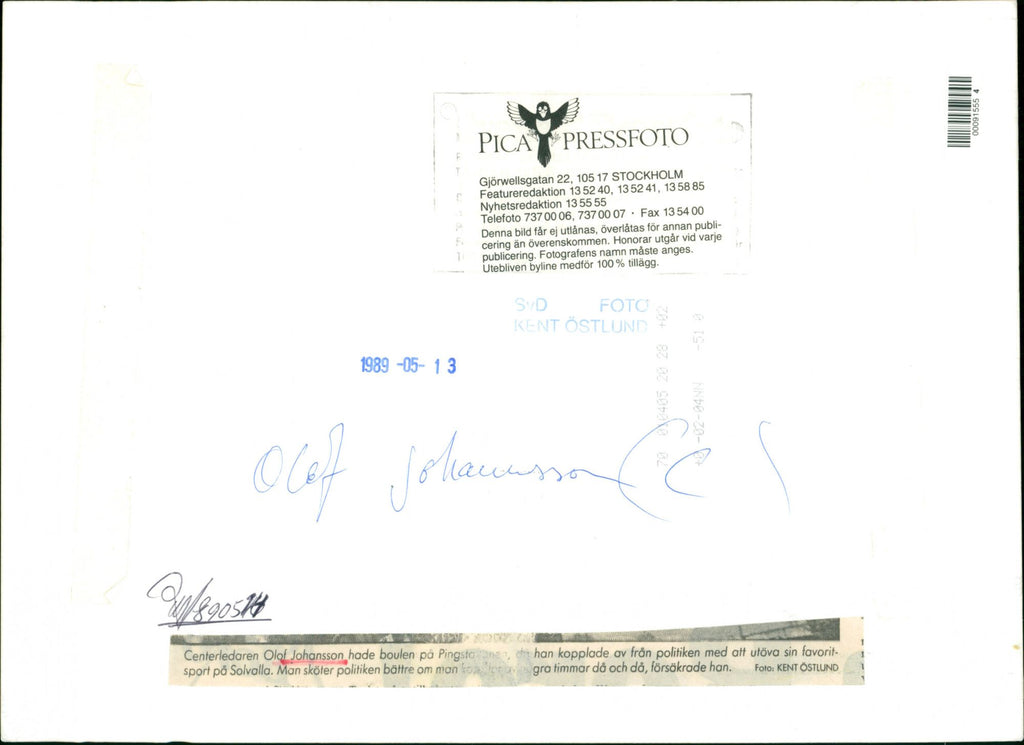 PICA PRESSFOTO
Gjörwellsgatan 22, 105 17 STOCKHOLM
Featureredaktion 13 52 40, 13 52 41, 13 58 85
Nyhetsredaktion 13 55 55
Telefoto 737 00 06, 737 00 07 · Fax 13 54 00
Denna bild får ej utlånas, överlåtas för annan publi-
cering än överenskommen. Honorar utgår vid varje
publicering. Fotografens namn måste anges.
Utebliven byline medför 100 % tillägg.
00091555 4
SvD FOTO
KENT ÖSTLUND
1989 -05- 1 3
Olof Johansson (C)
Centerledaren Olof Johansson hade boulen på han kopplade av från politiken med att utöva sin favorit-
sport på Solvalla. Man sköter politiken bättre om man gra timmar då och då, försäkrade han. Foto: KENT ÖSTLUND